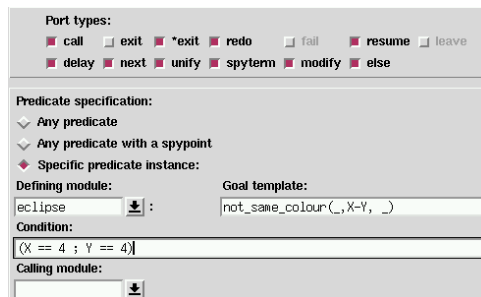 Port types:
call exit *exit redo fail resume leave
delay next unify spyterm modify else
Predicate specification:
Any predicate
Any predicate with a spypoint
Specific predicate instance:
Defining module: Goal template:
eclipse : not_same_colour(_,X-Y, _)
Condition:
(X == 4 ; Y == 4)
Calling module: